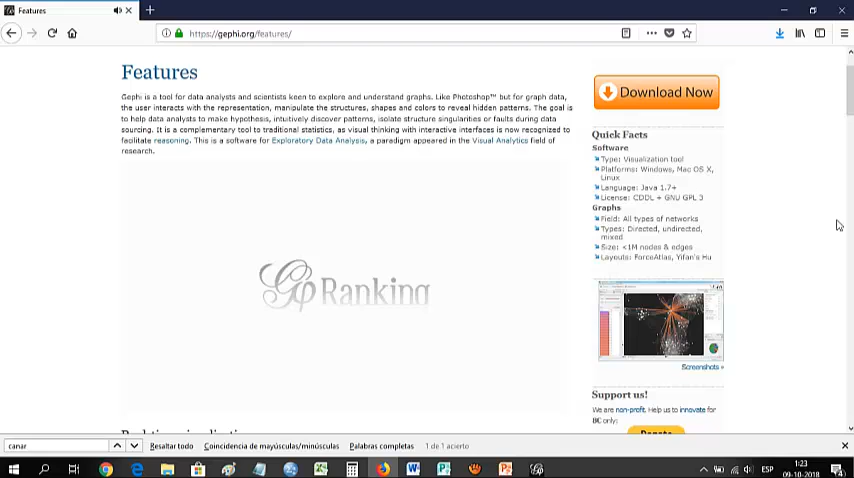 Features
https://gephi.org/features/
Features
Gephi is a tool for data analysts and scientists keen to explore and understand graphs. Like Photoshop™ but for graph data,
the user interacts with the representation, manipulate the structures, shapes and colors to reveal hidden patterns. The goal is
to help data analysts to make hypothesis, intuitively discover patterns, isolate structure singularities or faults during data
sourcing. It is a complementary tool to traditional statistics, as visual thinking with interactive interfaces is now recognized to
facilitate reasoning. This is a software for Exploratory Data Analysis, a paradigm appeared in the Visual Analytics field of
research.
Ranking
Download Now
Quick Facts
Software
Type: Visualization tool
Platforms: Windows, Mac OS X,
Linux
Language: Java 1.7+
License: CDDL + GNU GPL 3
Graphs
Field: All types of networks
Types: Directed, undirected,
mixed
Size: <1M nodes & edges
Layouts: ForceAtlas, Yifan's Hu
Screenshots »
Support us!
We are non-profit. Help us to innovate for
8€ only:
Donate
canar
Resaltar todo
Coincidencia de mayúsculas/minúsculas
Palabras completas
1 de 1 acierto
ESP
1:23
09-10-2018
4